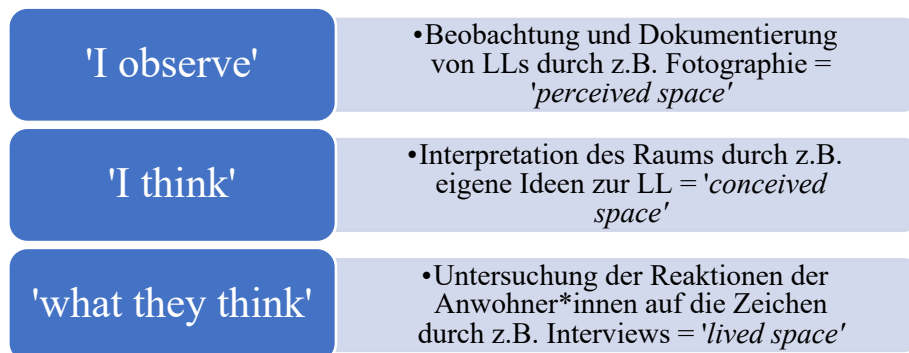 'I observe'
•Beobachtung und Dokumentierung
von LLs durch z.B. Fotographie =
'perceived space'
'I think'
•Interpretation des Raums durch z.B.
eigene Ideen zur LL = 'conceived
space'
'what they think'
•Untersuchung der Reaktionen der
Anwohner*innen auf die Zeichen
durch z.B. Interviews = 'lived space'